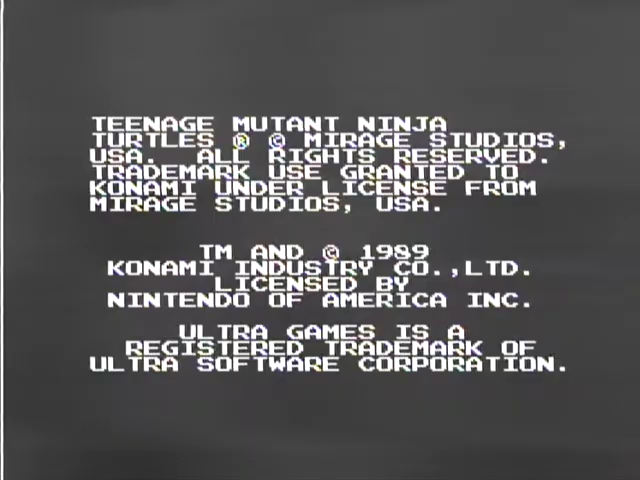 TEENAGE MUTANT NINJA
TURTLES ® © MIRAGE STUDIOS,
USA. ALL RIGHTS RESERVED.
TRADEMARK USE GRANTED TO
KONAMI UNDER LICENSE FROM
MIRAGE STUDIOS, USA.
TM AND © 1989
KONAMI INDUSTRY CO.,LTD.
LICENSED BY
NINTENDO OF AMERICA INC.
ULTRA GAMES IS A
REGISTERED TRADEMARK OF
ULTRA SOFTWARE CORPORATION.